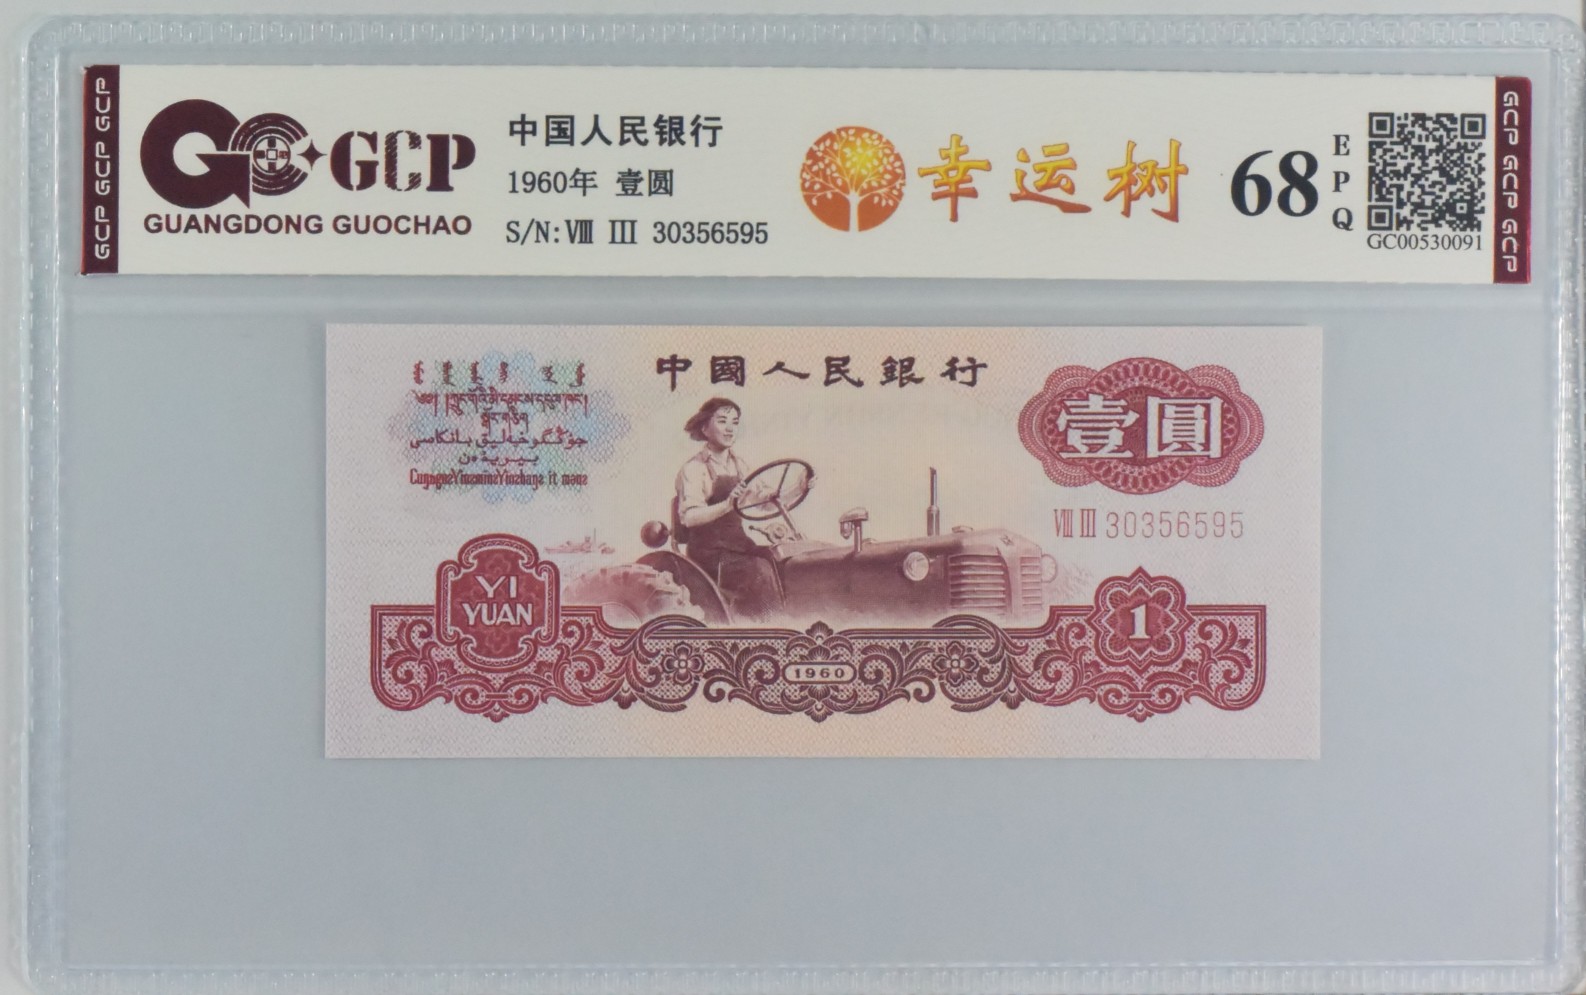 GCP GCP GCP
GCP
GUANGDONG GUOCHAO
中国人民银行
1960年 壹圆
S/N:Ⅷ Ⅲ 30356595
幸运树
68
EPQ
GC00530091
GCP GCP GCP
中國人民銀行
壹圓
Ⅷ Ⅲ 30356595
YI
YUAN
1960
1